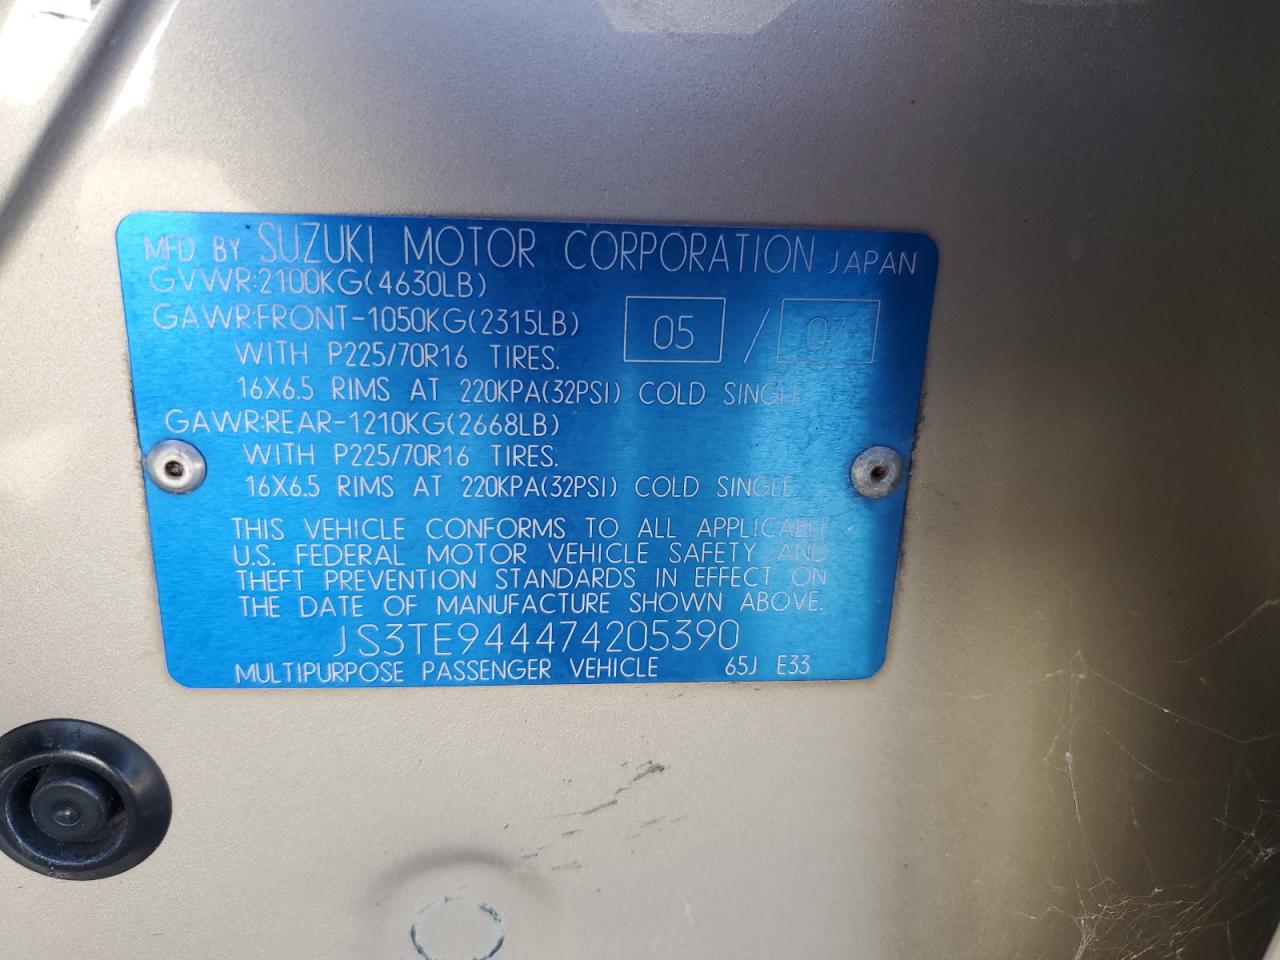 MFD BY SUZUKI MOTOR CORPORATION JAPAN
GVWR:2100KG(4630LB)
GAWR:FRONT-1050KG(2315LB) 05 / 07
WITH P225/70R16 TIRES.
16X6.5 RIMS AT 220KPA(32PSI) COLD SINGLE
GAWR:REAR-1210KG(2668LB)
WITH P225/70R16 TIRES.
16X6.5 RIMS AT 220KPA(32PSI) COLD SINGLE
THIS VEHICLE CONFORMS TO ALL APPLICABLE
U.S. FEDERAL MOTOR VEHICLE SAFETY AND
THEFT PREVENTION STANDARDS IN EFFECT ON
THE DATE OF MANUFACTURE SHOWN ABOVE.
JS3TE944474205390
MULTIPURPOSE PASSENGER VEHICLE 65J E33